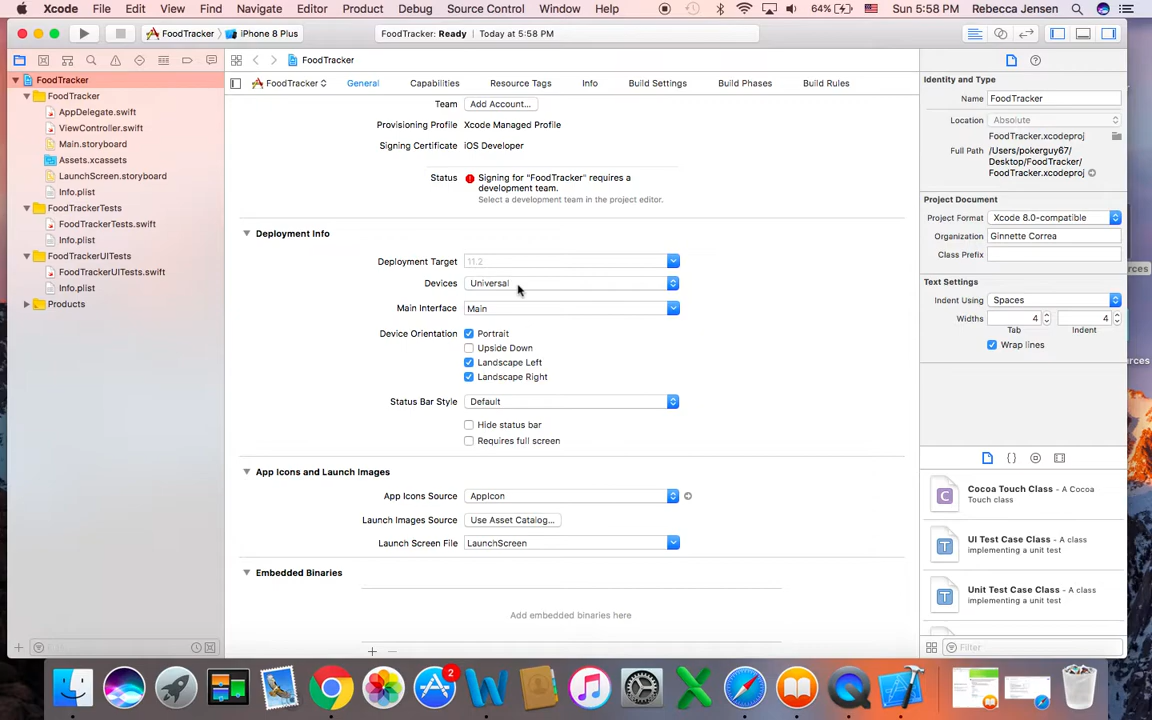 Xcode File Edit View Find Navigate Editor Product Debug Source Control Window Help 64% Sun 5:58 PM Rebecca Jensen
FoodTracker iPhone 8 Plus FoodTracker: Ready Today at 5:58 PM
FoodTracker
FoodTracker General Capabilities Resource Tags Info Build Settings Build Phases Build Rules
FoodTracker
FoodTracker
AppDelegate.swift
ViewController.swift
Main.storyboard
Assets.xcassets
LaunchScreen.storyboard
Info.plist
FoodTrackerTests
FoodTrackerTests.swift
Info.plist
FoodTrackerUITests
FoodTrackerUITests.swift
Info.plist
Products
Team Add Account...
Provisioning Profile Xcode Managed Profile
Signing Certificate iOS Developer
Status Signing for "FoodTracker" requires a
development team.
Select a development team in the project editor.
Deployment Info
Deployment Target 11.2
Devices Universal
Main Interface Main
Device Orientation Portrait
Upside Down
Landscape Left
Landscape Right
Status Bar Style Default
Hide status bar
Requires full screen
App Icons and Launch Images
App Icons Source AppIcon
Launch Images Source Use Asset Catalog...
Launch Screen File LaunchScreen
Embedded Binaries
Add embedded binaries here
Identity and Type
Name FoodTracker
Location Absolute
FoodTracker.xcodeproj
Full Path /Users/pokerguy67/
Desktop/FoodTracker/
FoodTracker.xcodeproj
Project Document
Project Format Xcode 8.0-compatible
Organization Ginnette Correa
Class Prefix
Text Settings
Indent Using Spaces
Widths 4 4
Tab Indent
Wrap lines
{ }
Cocoa Touch Class - A Cocoa
Touch class
UI Test Case Class - A class
implementing a unit test
Unit Test Case Class - A class
implementing a unit test
Filter
2